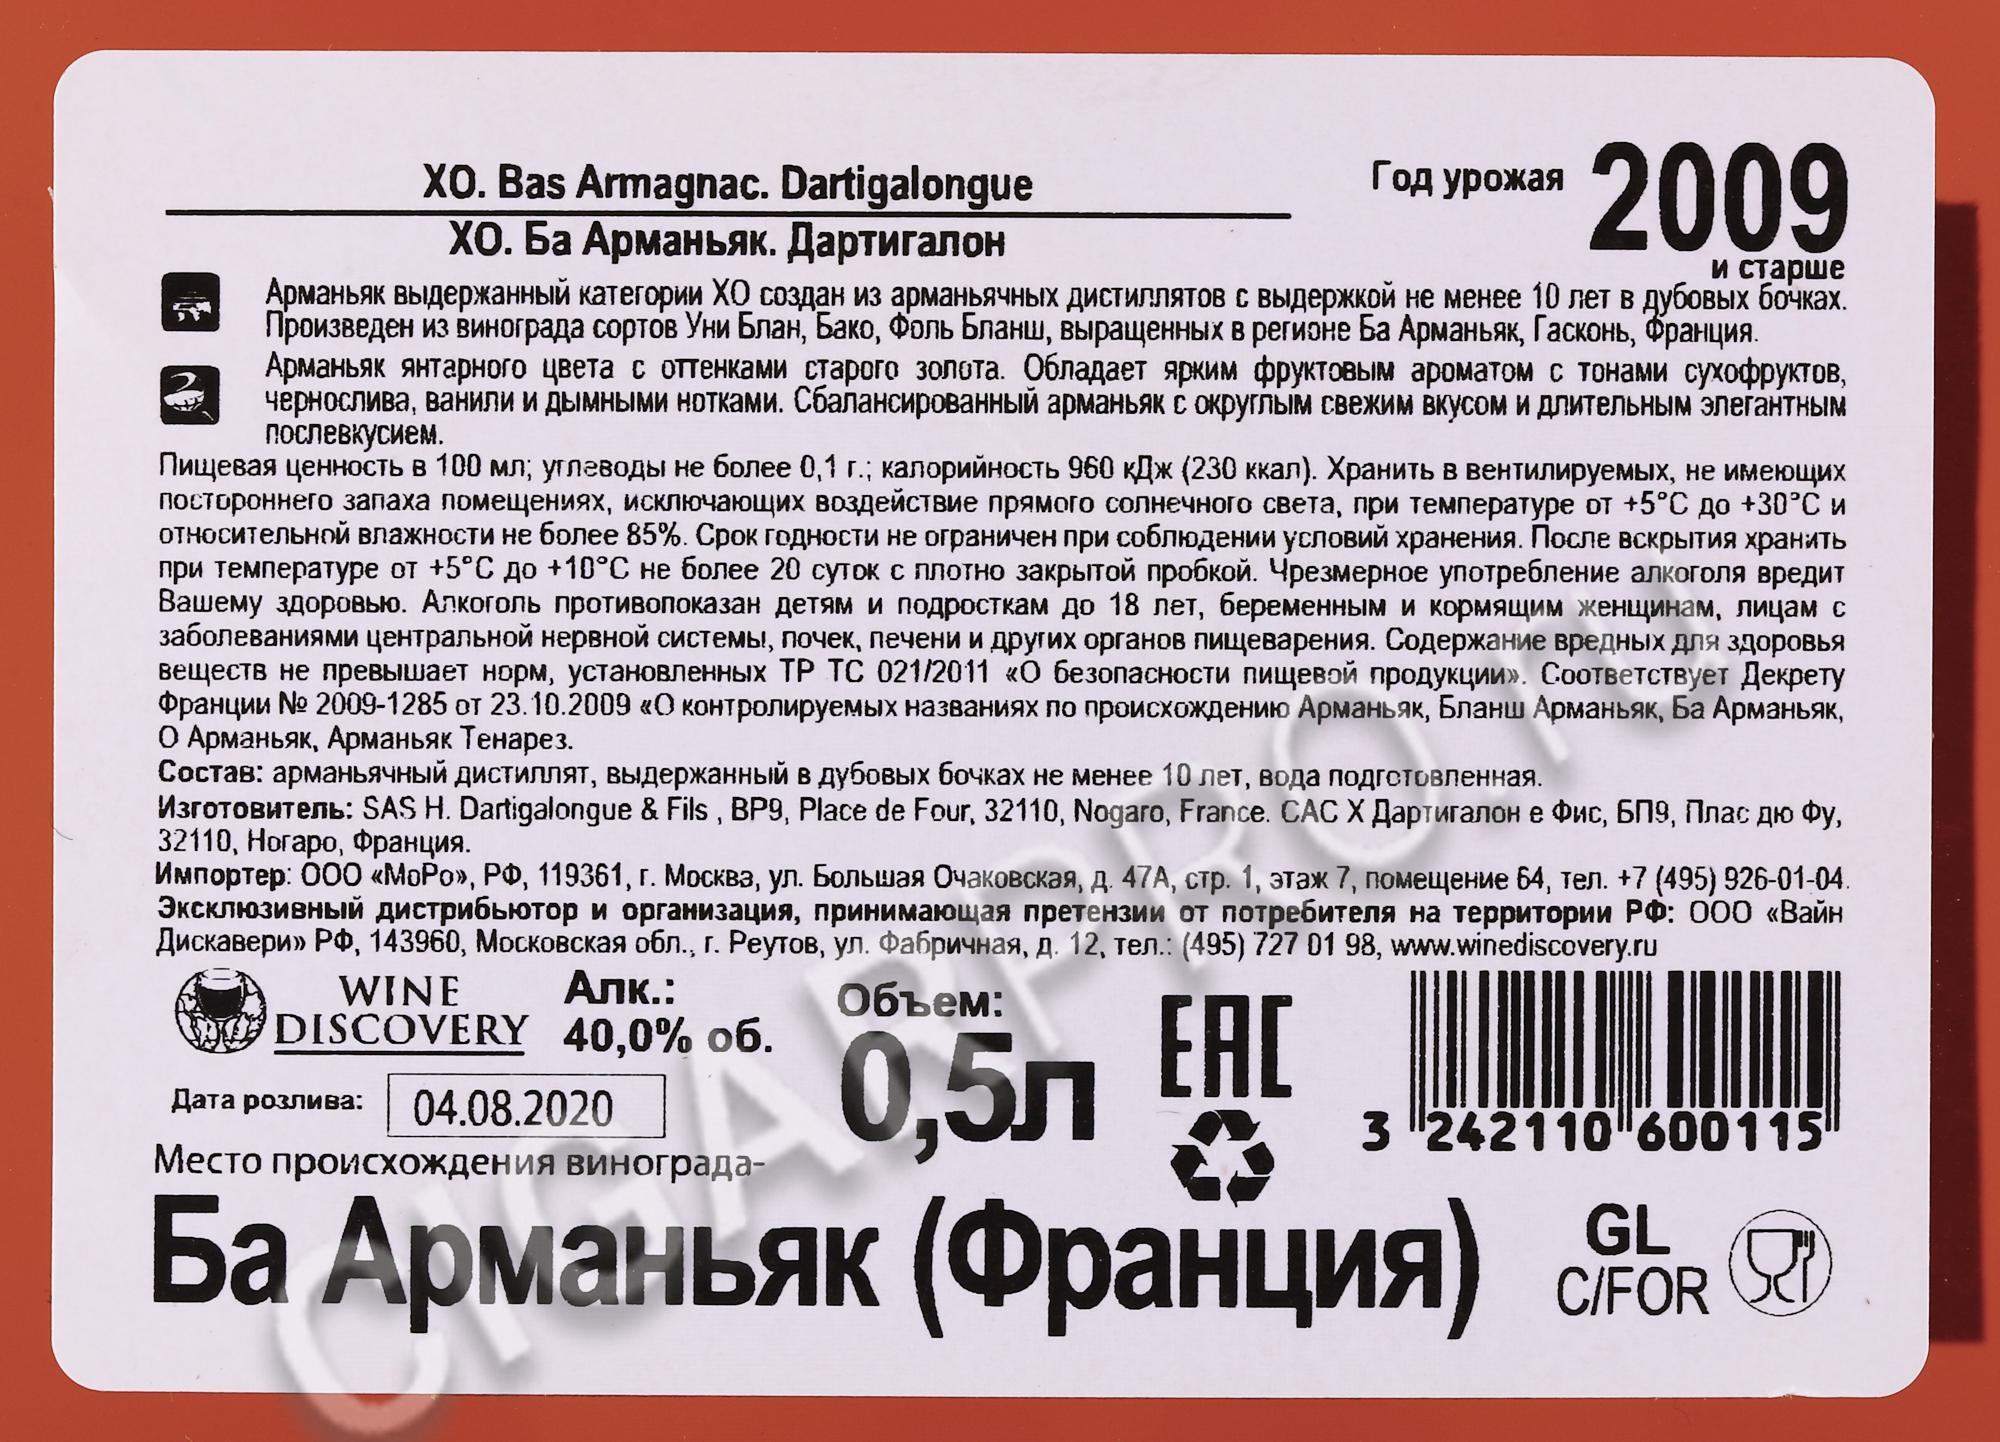 XO. Bas Armagnac. Dartigalongue
ХО. Ба Арманьяк. Дартигалон
Год урожая 2009
и старше
Арманьяк выдержанный категории ХО создан из арманьячных дистиллятов с выдержкой не менее 10 лет в дубовых бочках.
Произведен из винограда сортов Уни Блан, Бако, Фоль Бланш, выращенных в регионе Ба Арманьяк, Гасконь, Франция.
Арманьяк янтарного цвета с оттенками старого золота. Обладает ярким фруктовым ароматом с тонами сухофруктов,
чернослива, ванили и дымными нотками. Сбалансированный арманьяк с округлым свежим вкусом и длительным элегантным
послевкусием.
Пищевая ценность в 100 мл; углеводы не более 0,1 г.; калорийность 960 кДж (230 ккал). Хранить в вентилируемых, не имеющих
постороннего запаха помещениях, исключающих воздействие прямого солнечного света, при температуре от +5°С до +30°С и
относительной влажности не более 85%. Срок годности не ограничен при соблюдении условий хранения. После вскрытия хранить
при температуре от +5°С до +10°С не более 20 суток с плотно закрытой пробкой. Чрезмерное употребление алкоголя вредит
Вашему здоровью. Алкоголь противопоказан детям и подросткам до 18 лет, беременным и кормящим женщинам, лицам с
заболеваниями центральной нервной системы, почек, печени и других органов пищеварения. Содержание вредных для здоровья
веществ не превышает норм, установленных ТР ТС 021/2011 «О безопасности пищевой продукции». Соответствует Декрету
Франции № 2009-1285 от 23.10.2009 «О контролируемых названиях по происхождению Арманьяк, Бланш Арманьяк, Ба Арманьяк,
О Арманьяк, Арманьяк Тенарез.
Состав: арманьячный дистиллят, выдержанный в дубовых бочках не менее 10 лет, вода подготовленная.
Изготовитель: SAS H. Dartigalongue & Fils , BP9, Place de Four, 32110, Nogaro, France. САС Х Дартигалон е Фис, БП9, Плас дю Фу,
32110, Ногаро, Франция.
Импортер: ООО «МоРо», РФ, 119361, г. Москва, ул. Большая Очаковская, д. 47А, стр. 1, этаж 7, помещение 64, тел. +7 (495) 926-01-04.
Эксклюзивный дистрибьютор и организация, принимающая претензии от потребителя на территории РФ: ООО «Вайн
Дискавери» РФ, 143960, Московская обл., г. Реутов, ул. Фабричная, д. 12, тел.: (495) 727 01 98, www.winediscovery.ru
WINE
DISCOVERY
Алк.:
40,0% об.
Объем:
0,5л
EAC
3 242110 600115
Дата розлива: 04.08.2020
Место происхождения винограда-
Ба Арманьяк (Франция)
GL
C/FOR
CIGARPRO.ru